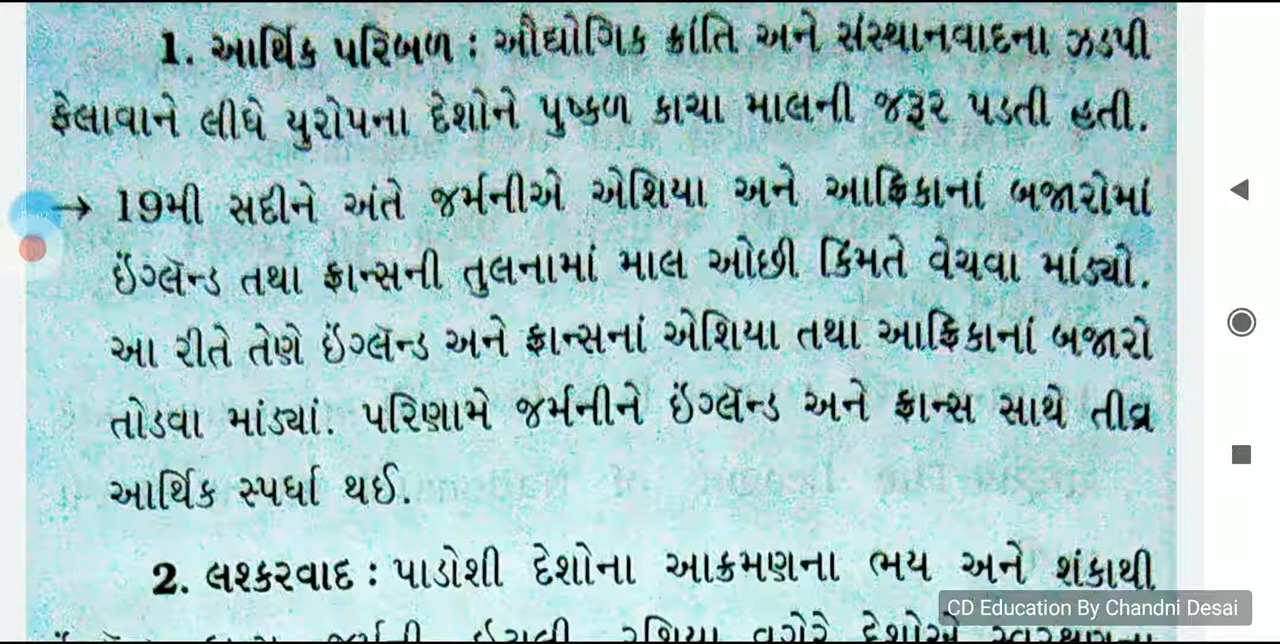 1. આર્થિક પરિબળ : ઔદ્યોગિક ક્રાંતિ અને સંસ્થાનવાદના ઝડપી
ફેલાવાને લીધે યુરોપના દેશોને પુષ્કળ કાચા માલની જરૂર પડતી હતી.
→ 19મી સદીને અંતે જર્મનીએ એશિયા અને આફ્રિકાનાં બજારોમાં
ઈંગ્લૅન્ડ તથા ફ્રાન્સની તુલનામાં માલ ઓછી કિંમતે વેચવા માંડ્યો.
આ રીતે તેણે ઈંગ્લૅન્ડ અને ફ્રાન્સનાં એશિયા તથા આફ્રિકાનાં બજારો
તોડવા માંડ્યાં. પરિણામે જર્મનીને ઈંગ્લૅન્ડ અને ફ્રાન્સ સાથે તીવ્ર
આર્થિક સ્પર્ધા થઈ.
2. લશ્કરવાદ : પાડોશી દેશોના આક્રમણના ભય અને શંકાથી
CD Education By Chandni Desai